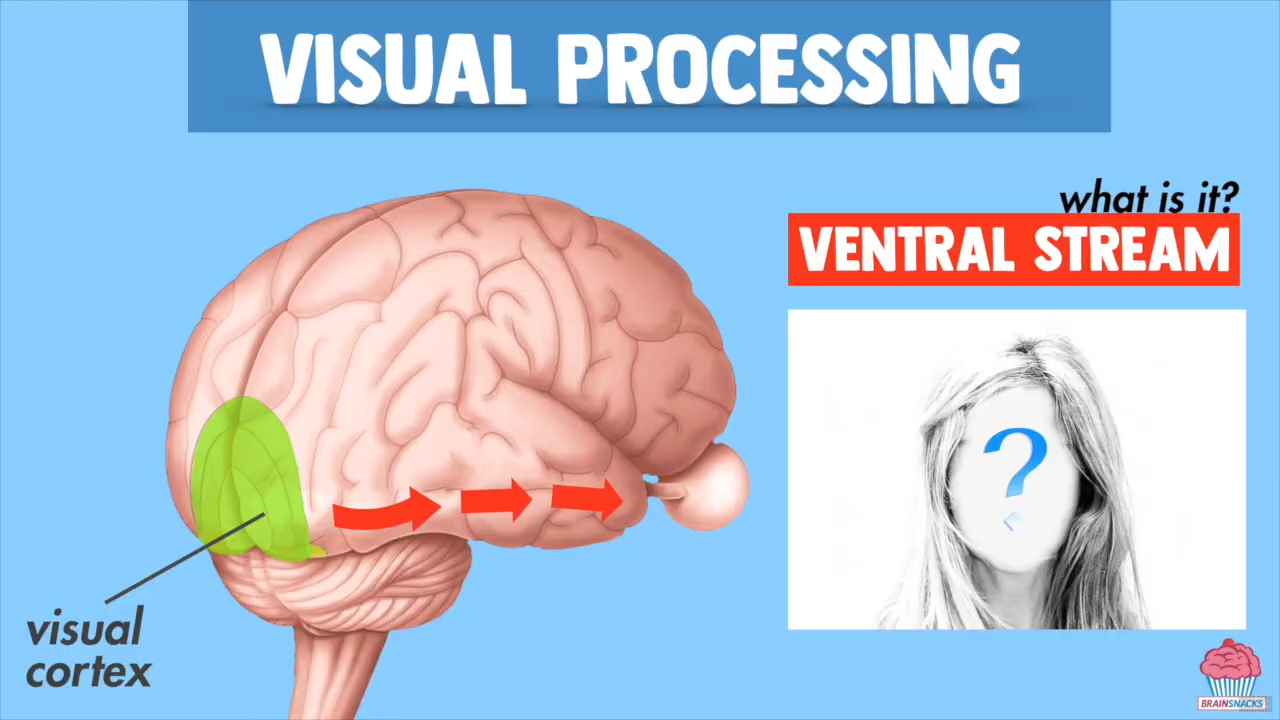 VISUAL PROCESSING
what is it?
VENTRAL STREAM
?
visual
cortex
BRAINSNACKS